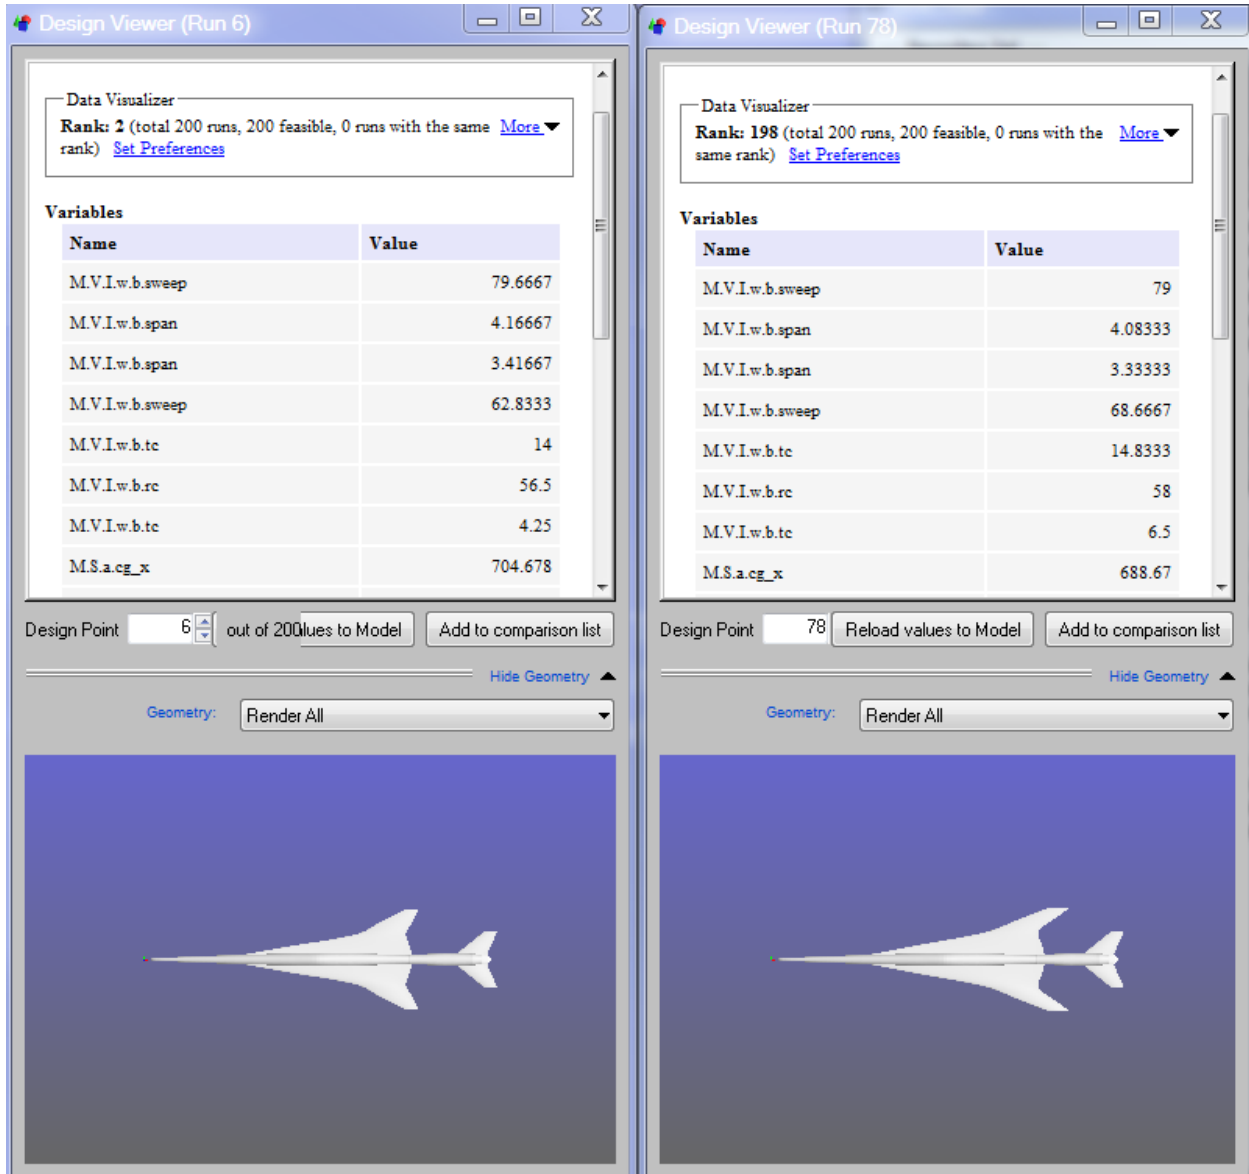 Design Viewer (Run 6)
Data Visualizer
Rank: 2 (total 200 runs, 200 feasible, 0 runs with the same More
rank) Set Preferences
Variables
Name Value
M.V.I.w.b.sweep 79.6667
M.V.I.w.b.span 4.16667
M.V.I.w.b.span 3.41667
M.V.I.w.b.sweep 62.8333
M.V.I.w.b.tc 14
M.V.I.w.b.rc 56.5
M.V.I.w.b.tc 4.25
M.S.a.cg_x 704.678
Design Point 6 out of 200 lues to Model Add to comparison list
Hide Geometry
Geometry: Render All
Design Viewer (Run 78)
Data Visualizer
Rank: 198 (total 200 runs, 200 feasible, 0 runs with the More
same rank) Set Preferences
Variables
Name Value
M.V.I.w.b.sweep 79
M.V.I.w.b.span 4.08333
M.V.I.w.b.span 3.33333
M.V.I.w.b.sweep 68.6667
M.V.I.w.b.tc 14.8333
M.V.I.w.b.rc 58
M.V.I.w.b.tc 6.5
M.S.a.cg_x 688.67
Design Point 78 Reload values to Model Add to comparison list
Hide Geometry
Geometry: Render All